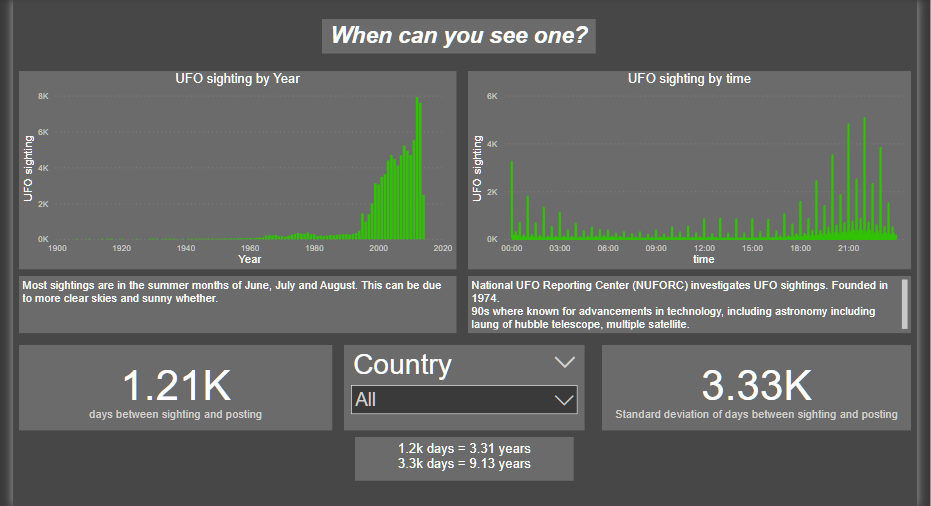 When can you see one?
UFO sighting by Year
UFO sighting
8K
6K
4K
2K
0K
1900
1920
1940
1960
1980
2000
2020
Year
UFO sighting by time
UFO sighting
6K
4K
2K
0K
00:00
03:00
06:00
09:00
12:00
15:00
18:00
21:00
time
Most sightings are in the summer months of June, July and August. This can be due
to more clear skies and sunny whether.
National UFO Reporting Center (NUFORC) investigates UFO sightings. Founded in
1974.
90s where known for advancements in technology, including astronomy including
laung of hubble telescope, multiple satellite.
1.21K
days between sighting and posting
Country
All
3.33K
Standard deviation of days between sighting and posting
1.2k days = 3.31 years
3.3k days = 9.13 years